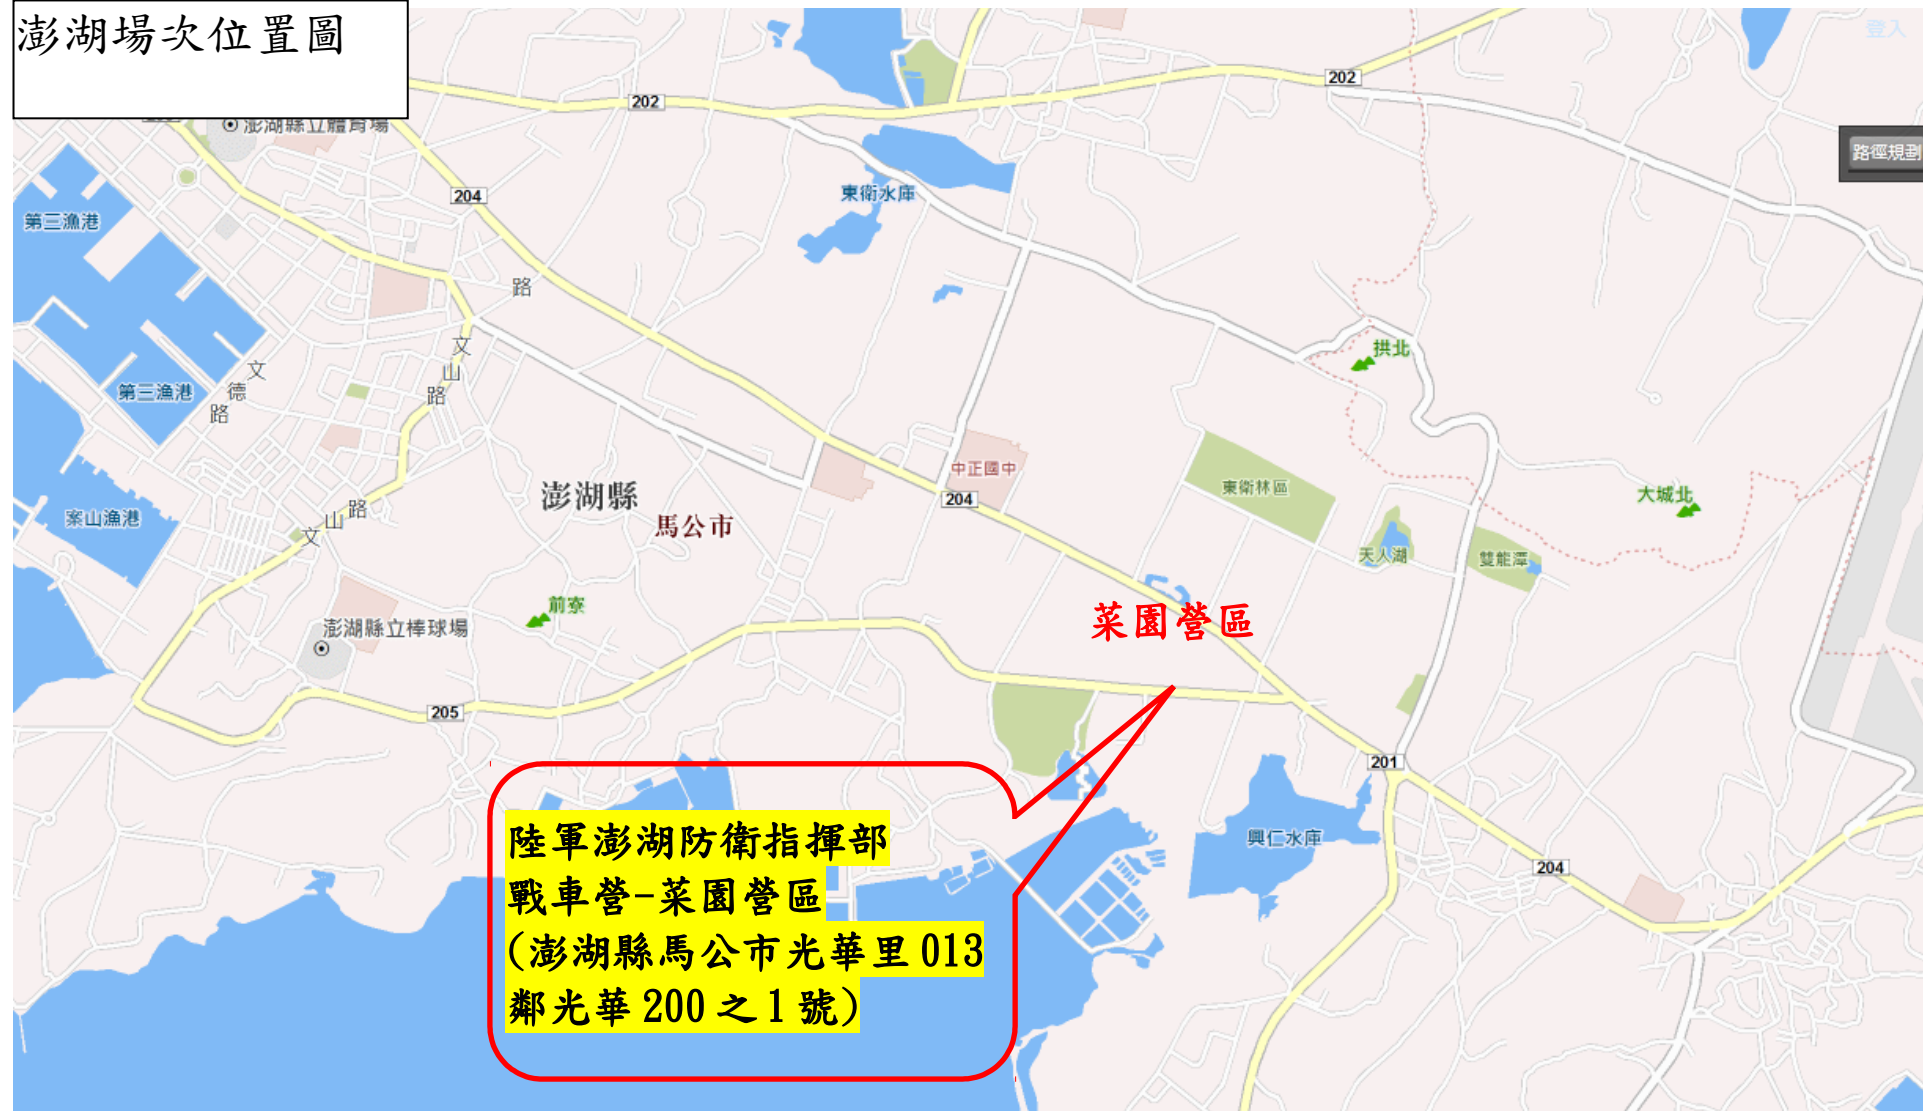 澎湖場次位置圖
登入
202
202
澎湖縣立體育場
路徑規劃
204
東衛水庫
第三漁港
路
文山路
拱北
文德路
第三漁港
中正國中
204
東衛林區
大城北
澎湖縣
馬公市
案山漁港
文山路
天人湖
雙龍潭
前寮
菜園營區
澎湖縣立棒球場
205
201
陸軍澎湖防衛指揮部
戰車營-菜園營區
(澎湖縣馬公市光華里013
鄰光華200之1號)
興仁水庫
204